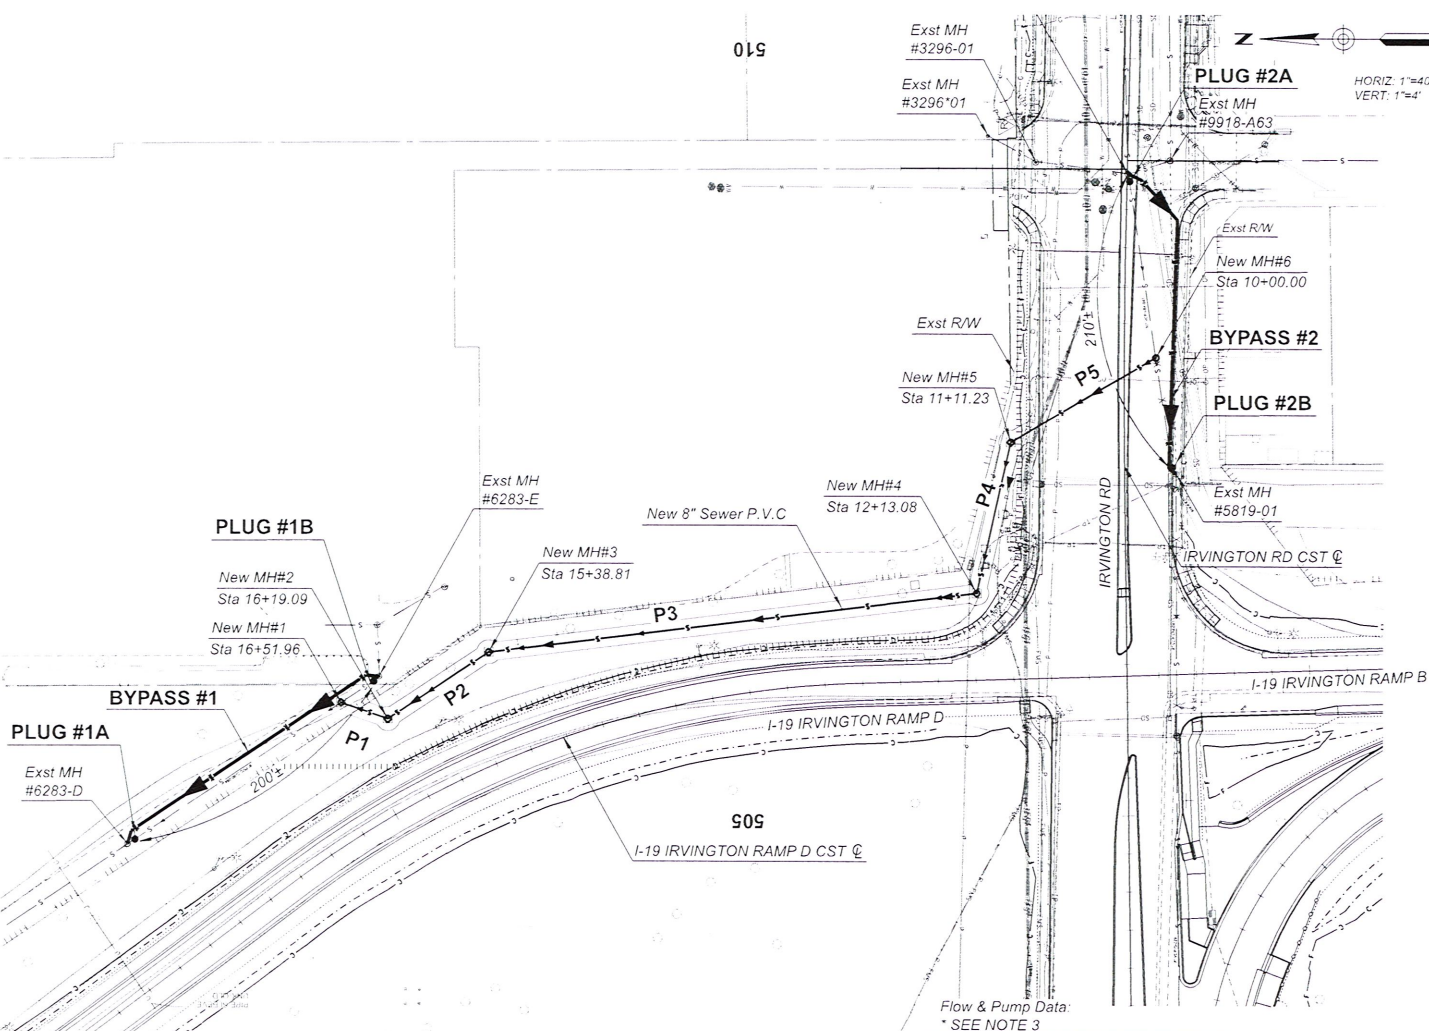 Exst MH
#3296-01
Exst MH
#3296*01
510
N
HORIZ: 1"=40
VERT: 1"=4'
PLUG #2A
Exst MH
#9918-A63
Exst R/W
New MH#6
Sta 10+00.00
BYPASS #2
PLUG #2B
Exst MH
#5819-01
IRVINGTON RD CST ℄
Exst R/W
New MH#5
Sta 11+11.23
210'±
P5
P4
IRVINGTON RD
New MH#4
Sta 12+13.08
New 8" Sewer P.V.C
Exst MH
#6283-E
PLUG #1B
New MH#3
Sta 15+38.81
New MH#2
Sta 16+19.09
New MH#1
Sta 16+51.96
P3
P2
P1
BYPASS #1
PLUG #1A
Exst MH
#6283-D
200'±
I-19 IRVINGTON RAMP B
I-19 IRVINGTON RAMP D
505
I-19 IRVINGTON RAMP D CST ℄
Flow & Pump Data:
* SEE NOTE 3